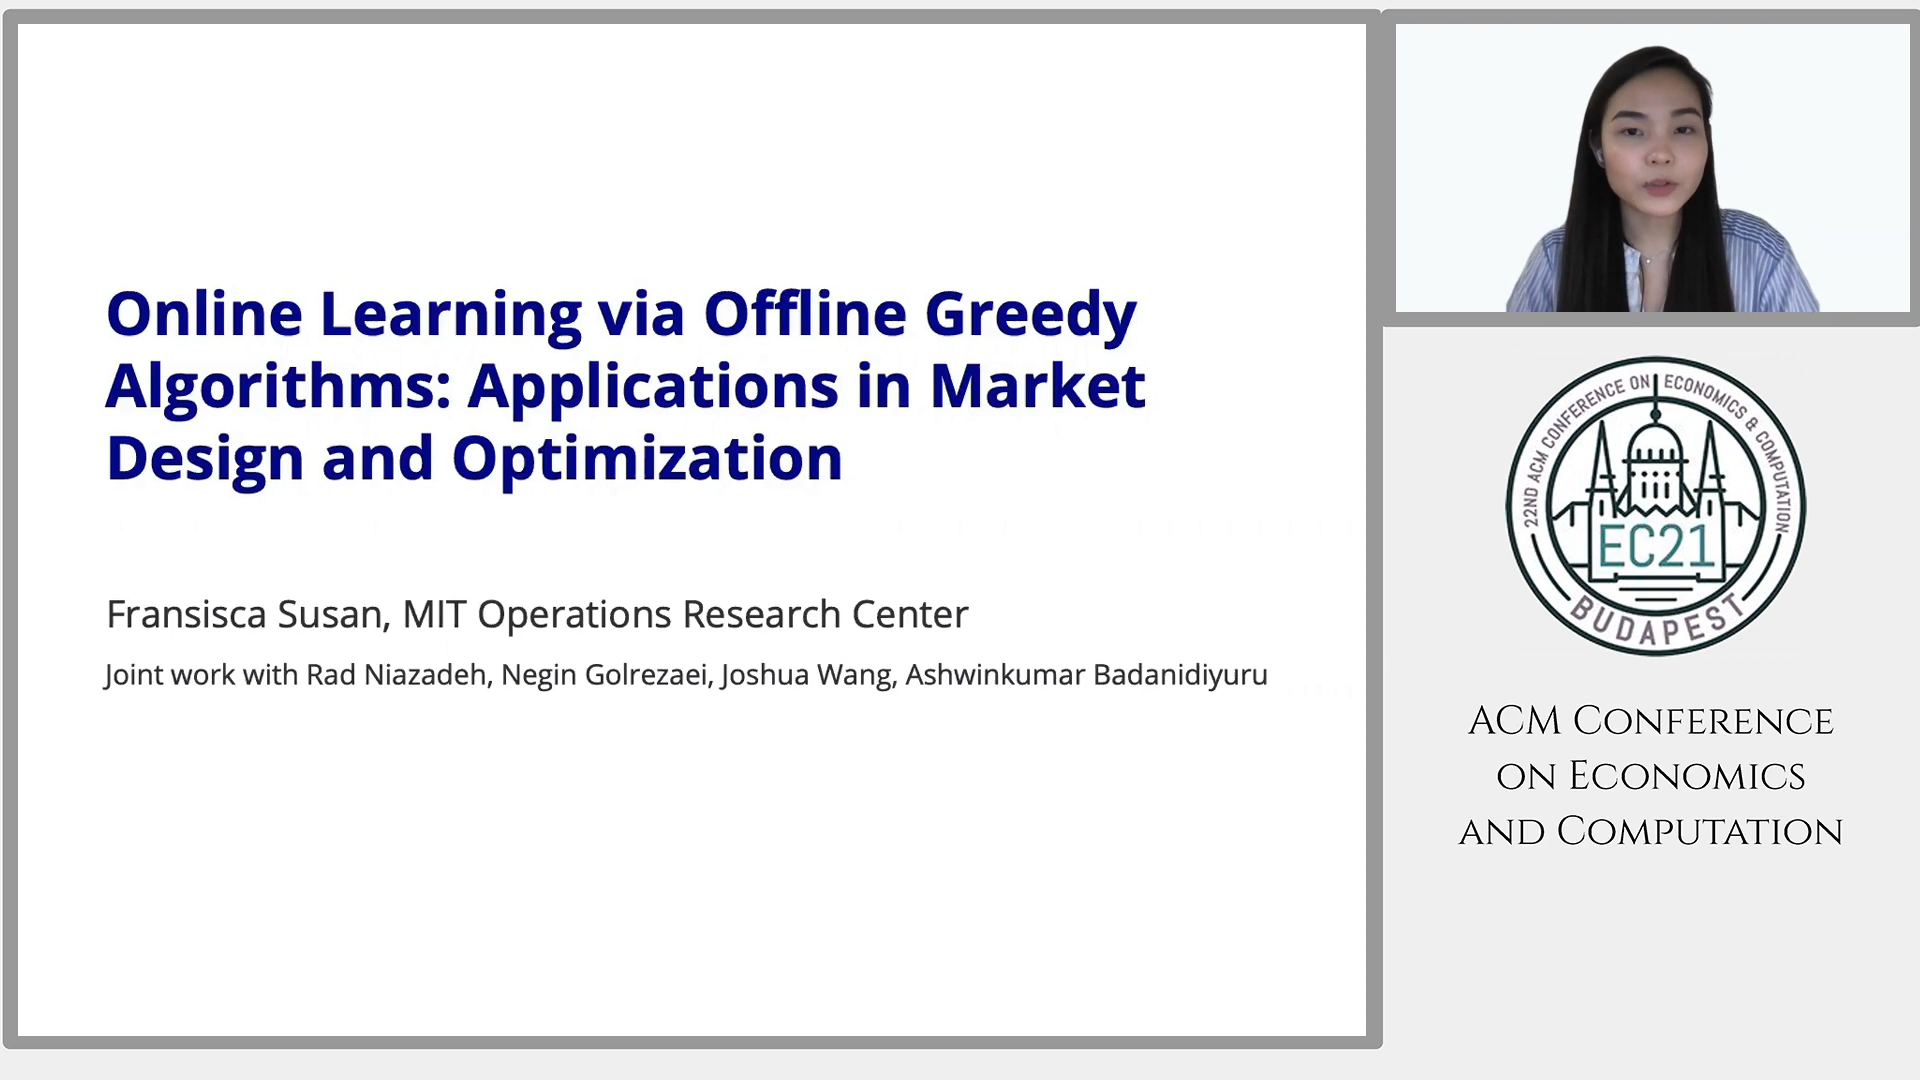 Online Learning via Offline Greedy
Algorithms: Applications in Market
Design and Optimization
Fransisca Susan, MIT Operations Research Center
Joint work with Rad Niazadeh, Negin Golrezaei, Joshua Wang, Ashwinkumar Badanidiyuru
22ND ACM CONFERENCE ON ECONOMICS & COMPUTATION
EC21
BUDAPEST
ACM CONFERENCE
ON ECONOMICS
AND COMPUTATION